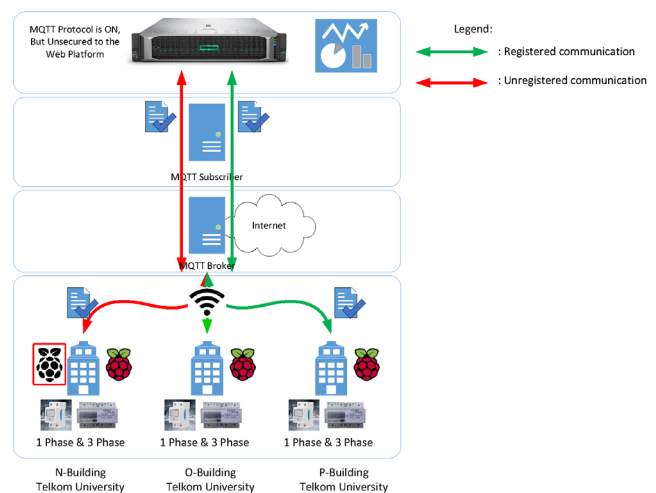 MQTT Protocol is ON,
But Unsecured to the
Web Platform
Legend:
: Registered communication
: Unregistered communication
MQTT Subscriber
Internet
MQTT Broker
1 Phase & 3 Phase
1 Phase & 3 Phase
1 Phase & 3 Phase
N-Building
Telkom University
O-Building
Telkom University
P-Building
Telkom University